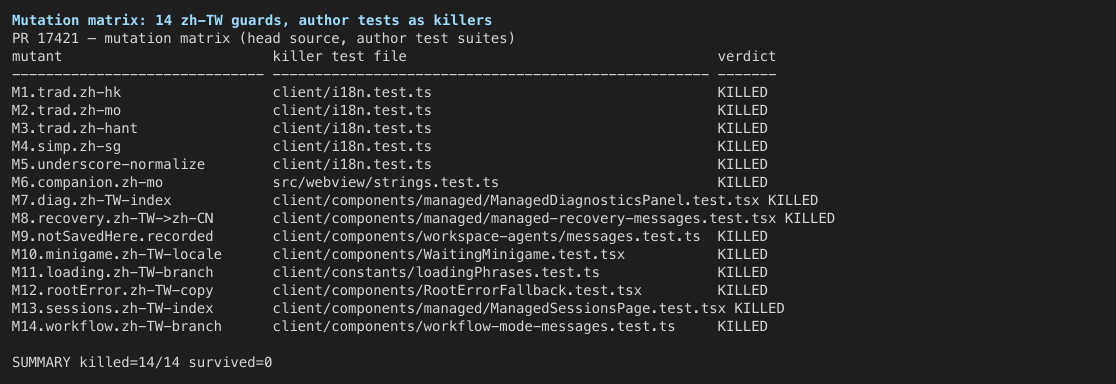 Mutation matrix: 14 zh-TW guards, author tests as killers
PR 17421 — mutation matrix (head source, author test suites)
mutant killer test file verdict
------------------------------ ---------------------------------------------------- -------
M1.trad.zh-hk client/i18n.test.ts KILLED
M2.trad.zh-mo client/i18n.test.ts KILLED
M3.trad.zh-hant client/i18n.test.ts KILLED
M4.simp.zh-sg client/i18n.test.ts KILLED
M5.underscore-normalize client/i18n.test.ts KILLED
M6.companion.zh-mo src/webview/strings.test.ts KILLED
M7.diag.zh-TW-index client/components/managed/ManagedDiagnosticsPanel.test.tsx KILLED
M8.recovery.zh-TW->zh-CN client/components/managed/managed-recovery-messages.test.tsx KILLED
M9.notSavedHere.recorded client/components/workspace-agents/messages.test.ts KILLED
M10.minigame.zh-TW-locale client/components/WaitingMinigame.test.tsx KILLED
M11.loading.zh-TW-branch client/constants/loadingPhrases.test.ts KILLED
M12.rootError.zh-TW-copy client/components/RootErrorFallback.test.tsx KILLED
M13.sessions.zh-TW-index client/components/managed/ManagedSessionsPage.test.tsx KILLED
M14.workflow.zh-TW-branch client/components/workflow-mode-messages.test.ts KILLED
SUMMARY killed=14/14 survived=0